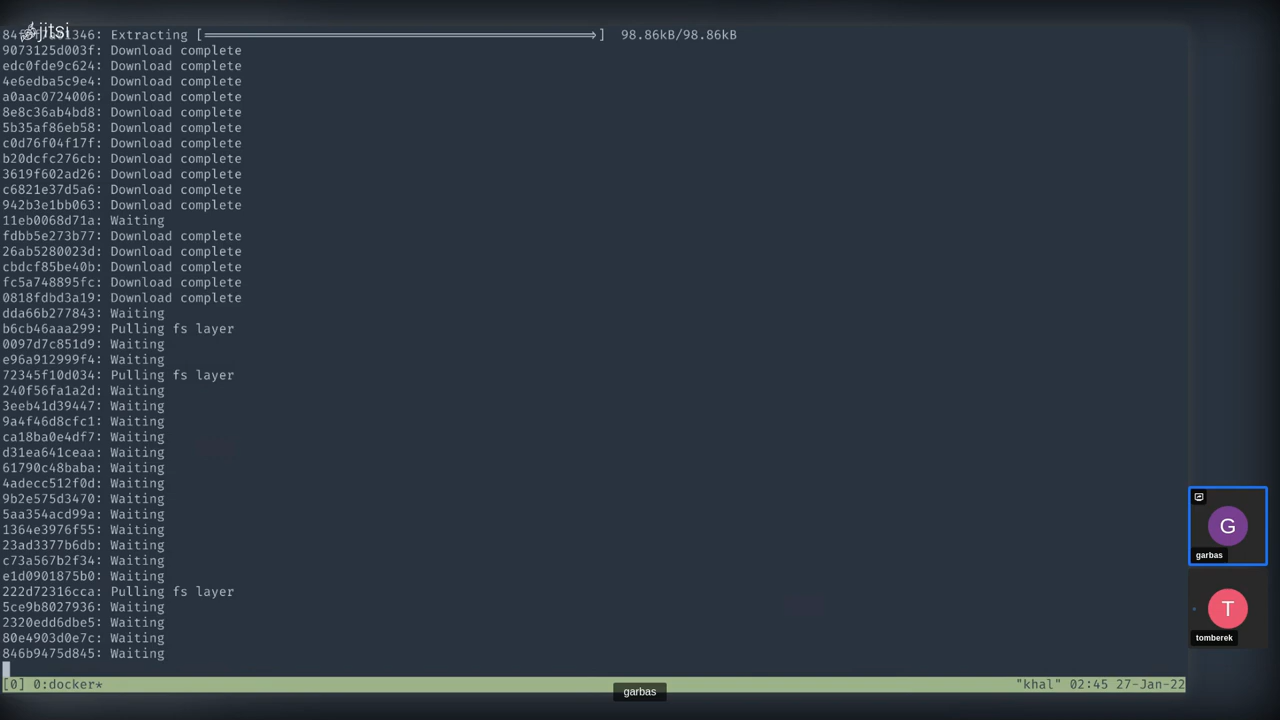 jitsi
Extracting [══════════════════════════════════════════════════>] 98.86kB/98.86kB
9073125d003f: Download complete
edc0fde9c624: Download complete
4e6edba5c9e4: Download complete
a0aac0724006: Download complete
8e8c36ab4bd8: Download complete
5b35af86eb58: Download complete
c0d76f04f17f: Download complete
b20dcfc276cb: Download complete
3619f602ad26: Download complete
c6821e37d5a6: Download complete
942b3e1bb063: Download complete
11eb0068d71a: Waiting
fdbb5e273b77: Download complete
26ab5280023d: Download complete
cbdcf85be40b: Download complete
fc5a748895fc: Download complete
0818fdbd3a19: Download complete
dda66b277843: Waiting
b6cb46aaa299: Pulling fs layer
0097d7c851d9: Waiting
e96a912999f4: Waiting
72345f10d034: Pulling fs layer
240f56fa1a2d: Waiting
3eeb41d39447: Waiting
9a4f46d8cfc1: Waiting
ca18ba0e4df7: Waiting
d31ea641ceaa: Waiting
61790c48baba: Waiting
4adecc512f0d: Waiting
9b2e575d3470: Waiting
5aa354acd99a: Waiting
1364e3976f55: Waiting
23ad3377b6db: Waiting
c73a567b2f34: Waiting
e1d0901875b0: Waiting
222d72316cca: Pulling fs layer
5ce9b8027936: Waiting
2320edd6dbe5: Waiting
80e4903d0e7c: Waiting
846b9475d845: Waiting
[0] 0:docker* "khal" 02:45 27-Jan-22
garbas
G
garbas
T
tomberek